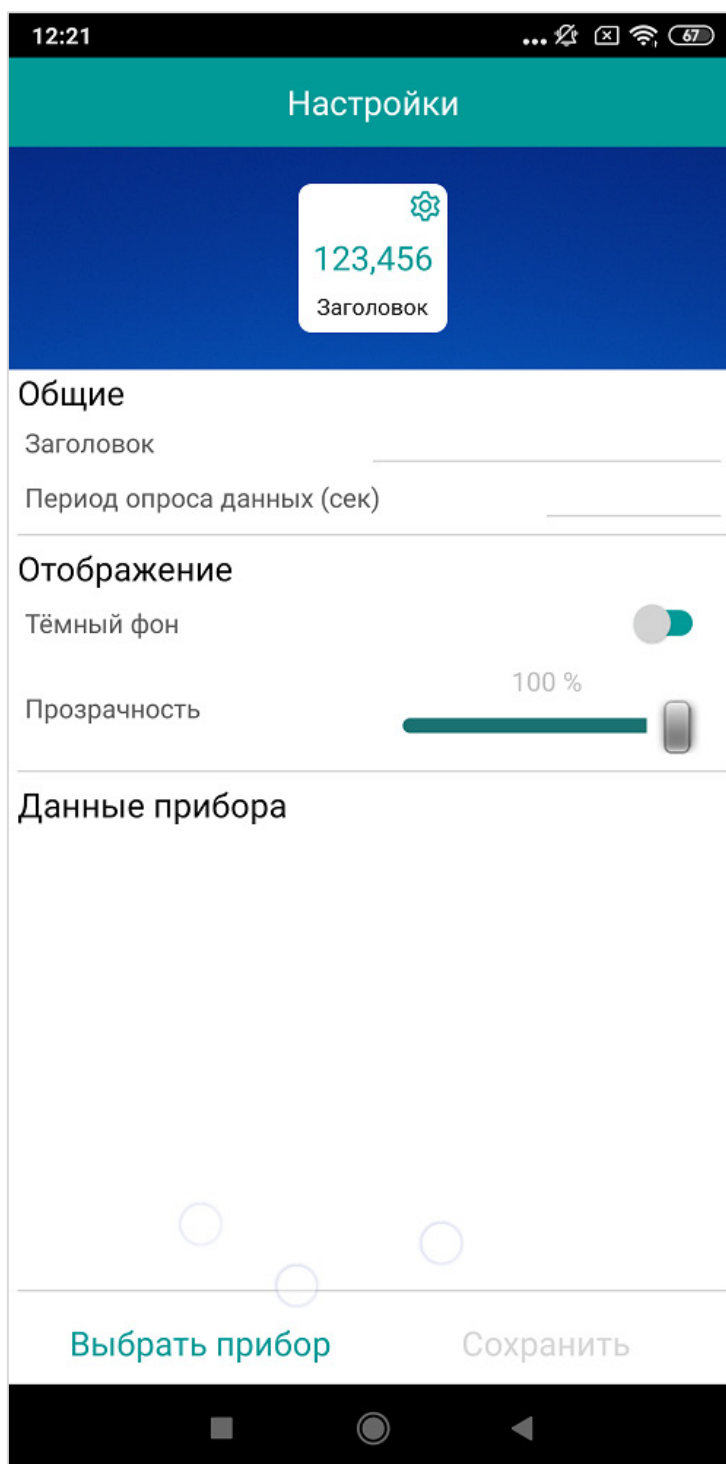 12:21
67
Настройки
123,456
Заголовок
Общие
Заголовок
Период опроса данных (сек)
Отображение
Тёмный фон
100 %
Прозрачность
Данные прибора
Выбрать прибор
Сохранить